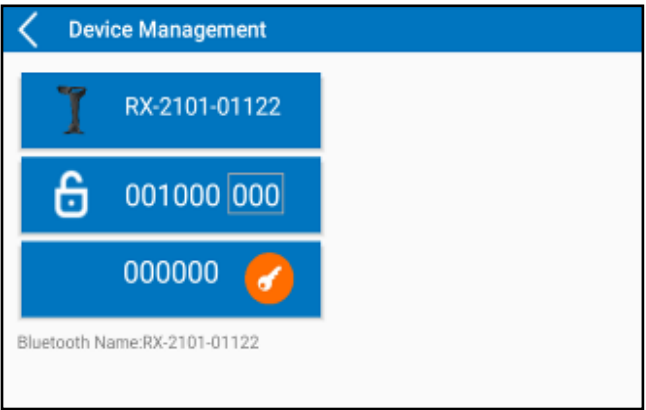 Device Management
RX-2101-01122
001000 000
000000
Bluetooth Name:RX-2101-01122